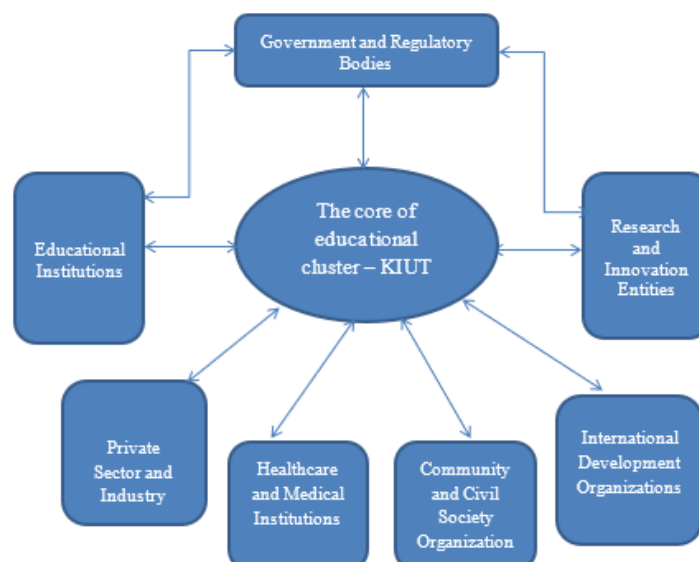 Government and Regulatory
Bodies
The core of
educational
cluster – KIUT
Educational
Institutions
Research
and
Innovation
Entities
Private
Sector and
Industry
Healthcare
and Medical
Institutions
Community
and Civil
Society
Organization
International
Development
Organizations